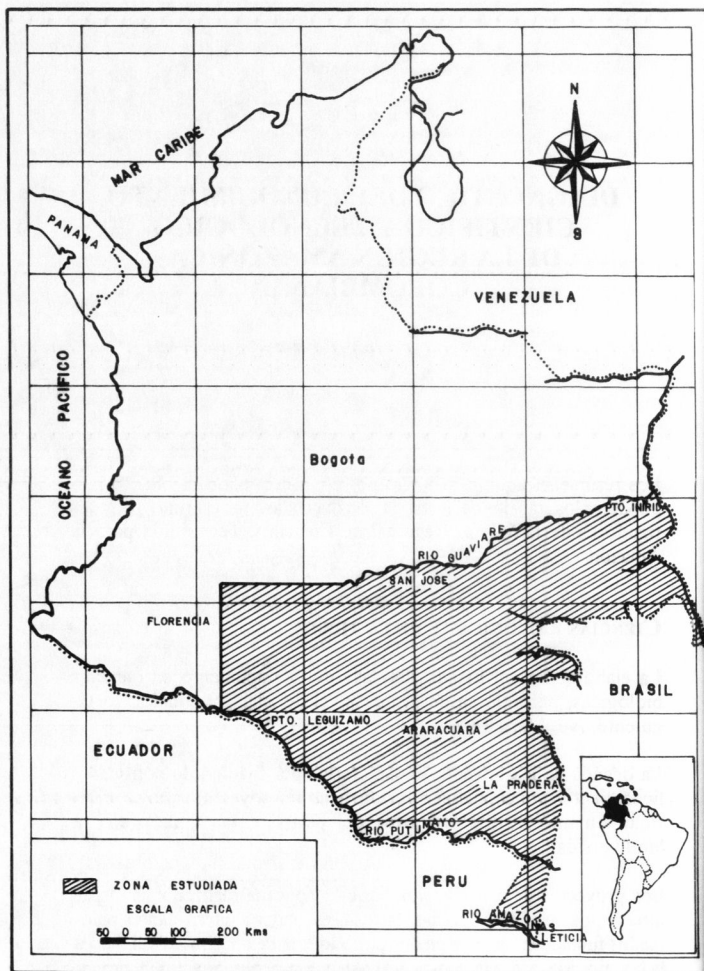 MAR CARIBE
N
S
PANAMA
VENEZUELA
OCEANO PACIFICO
Bogota
PTO. INIRIDA
RIO GUAVIARE
SAN JOSE
FLORENCIA
BRASIL
PTO. LEGUIZAMO
ARARACUARA
ECUADOR
LA PRADERA
RIO PUTUMAYO
PERU
ZONA ESTUDIADA
ESCALA GRAFICA
50 0 50 100 200 Kms
RIO AMAZONAS
LETICIA